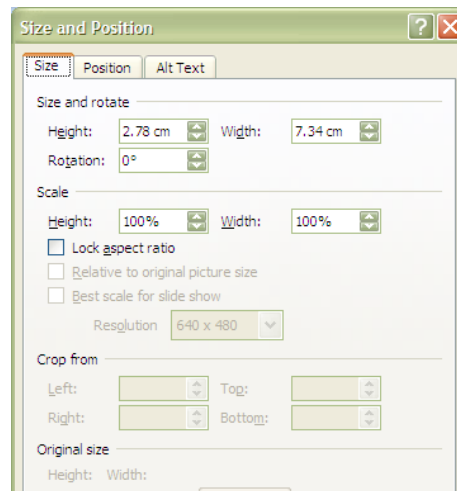 Size and Position
Size Position Alt Text
Size and rotate
Height: 2.78 cm Width: 7.34 cm
Rotation: 0°
Scale
Height: 100% Width: 100%
Lock aspect ratio
Relative to original picture size
Best scale for slide show
Resolution 640 x 480
Crop from
Left: Top:
Right: Bottom:
Original size
Height: Width: